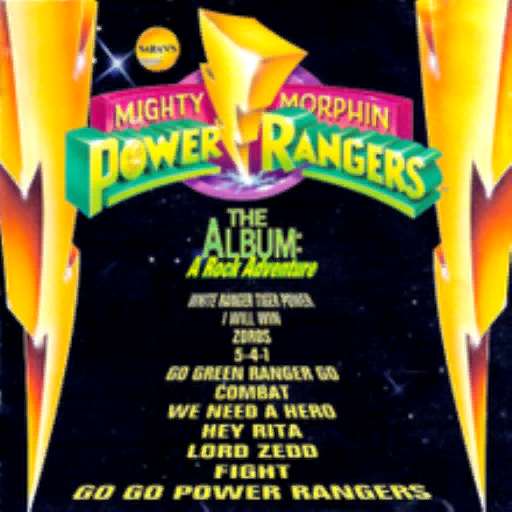 SABAN'S
MIGHTY MORPHIN
POWER RANGERS
THE
ALBUM:
A Rock Adventure
WHITE RANGER TIGER POWER
I WILL WIN
ZORDS
5-4-1
GO GREEN RANGER GO
COMBAT
WE NEED A HERO
HEY RITA
LORD ZEDD
FIGHT
GO GO POWER RANGERS